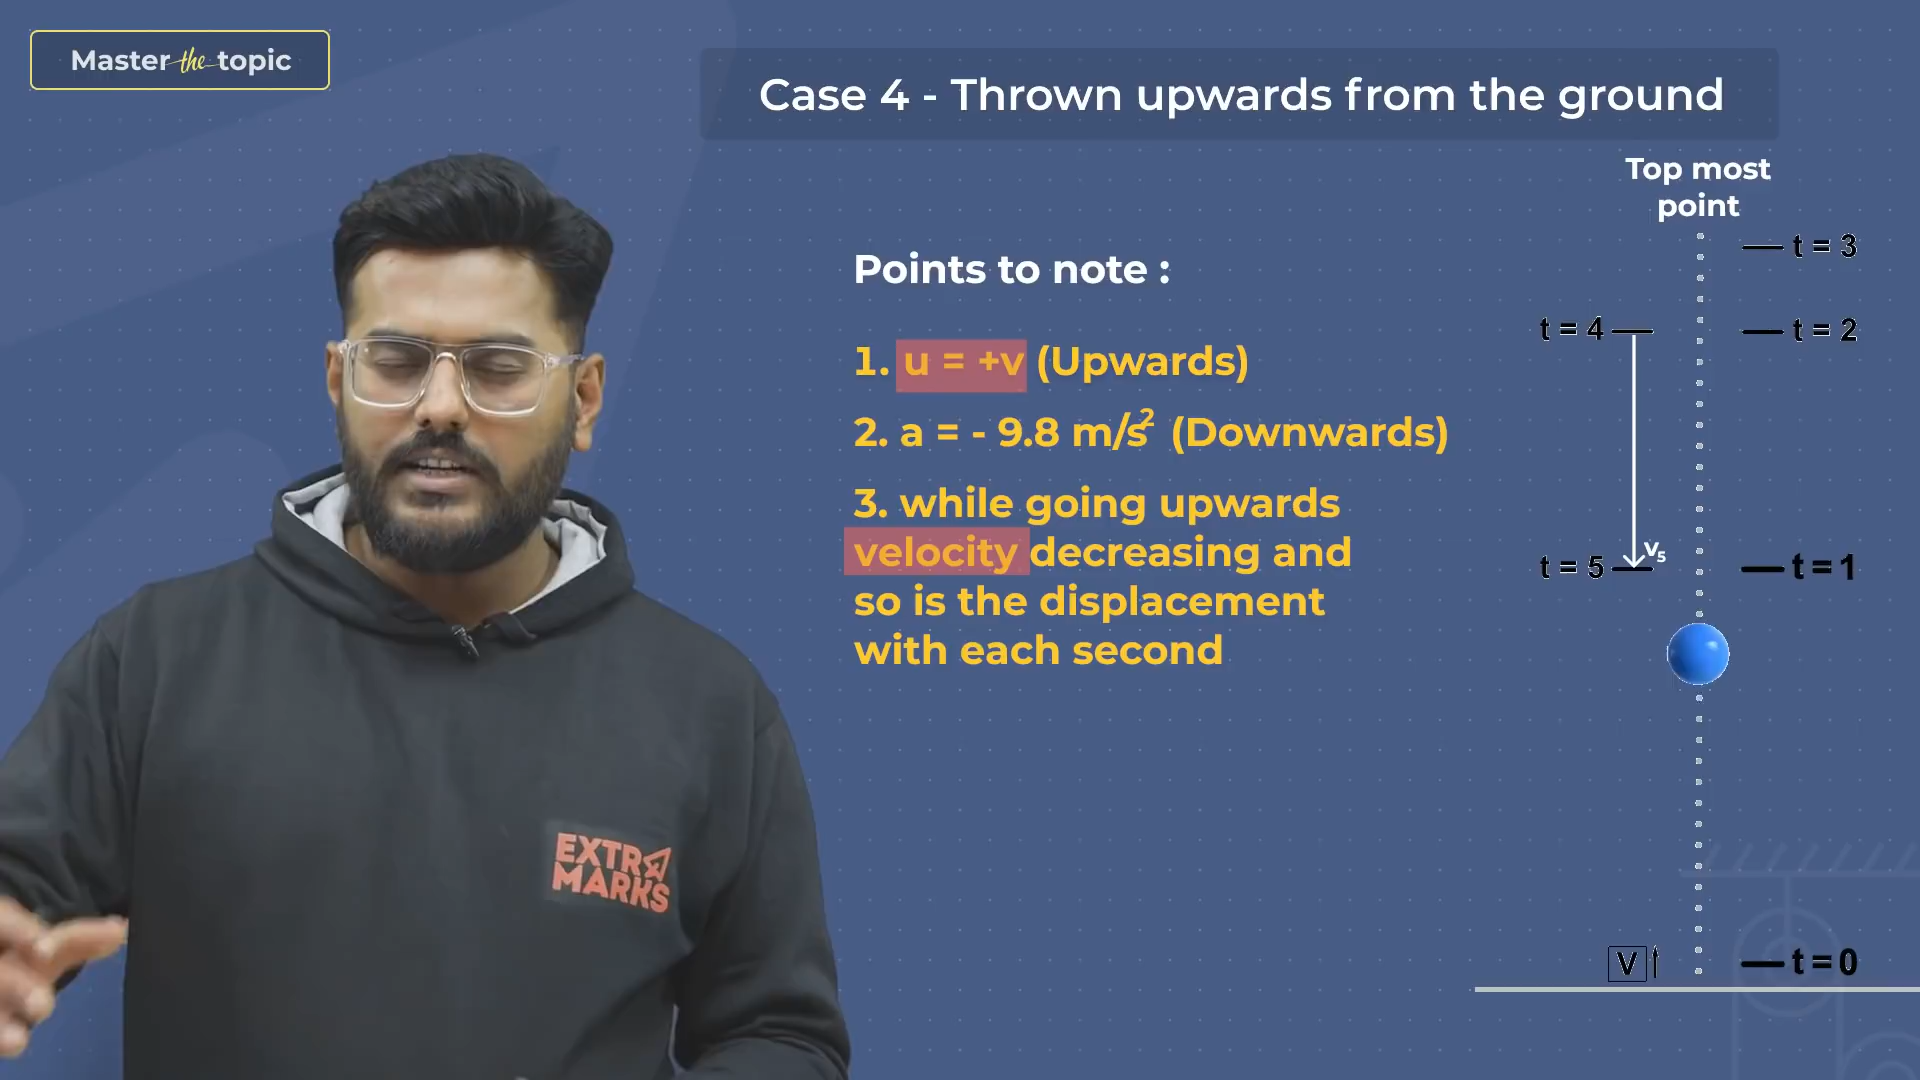 Master the topic
Case 4 - Thrown upwards from the ground
Top most
point
t = 3
Points to note :
t = 4
t = 2
1. u = +v (Upwards)
2. a = - 9.8 m/s² (Downwards)
3. while going upwards
velocity decreasing and
so is the displacement
with each second
V₅
t = 5
t = 1
EXTRA
MARKS
V
t = 0